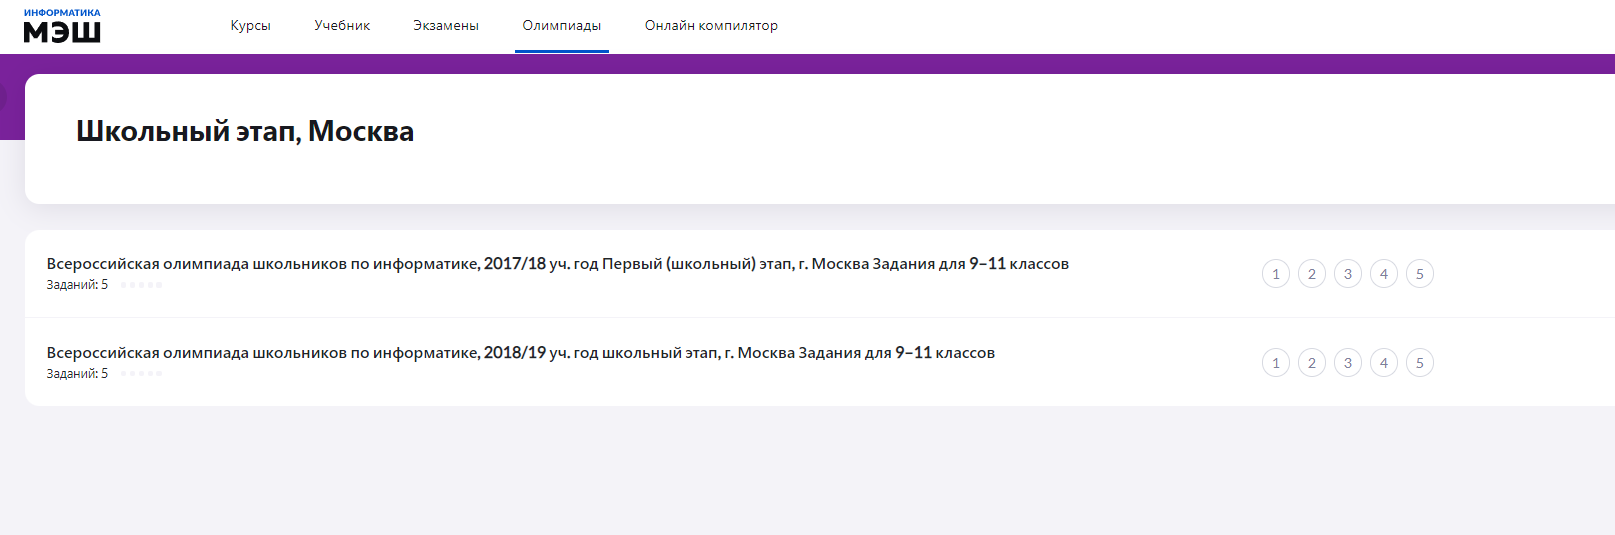 ИНФОРМАТИКА
МЭШ
Курсы Учебник Экзамены Олимпиады Онлайн компилятор
Школьный этап, Москва
Всероссийская олимпиада школьников по информатике, 2017/18 уч. год Первый (школьный) этап, г. Москва Задания для 9–11 классов
Заданий: 5
1 2 3 4 5
Всероссийская олимпиада школьников по информатике, 2018/19 уч. год школьный этап, г. Москва Задания для 9–11 классов
Заданий: 5
1 2 3 4 5